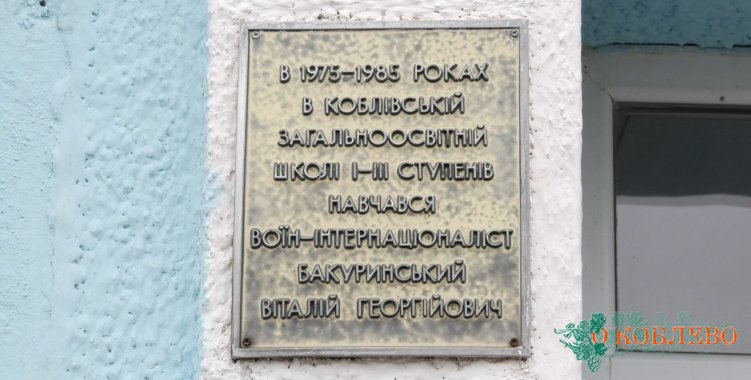 В 1975–1985 РОКАХ
В КОБЛІВСЬКІЙ
ЗАГАЛЬНООСВІТНІЙ
ШКОЛІ І–ІІІ СТУПЕНІВ
НАВЧАВСЯ
ВОЇН–ІНТЕРНАЦІОНАЛІСТ
БАКУРИНСЬКИЙ
ВІТАЛІЙ ГЕОРГІЙОВИЧ
О КОБЛЕВО